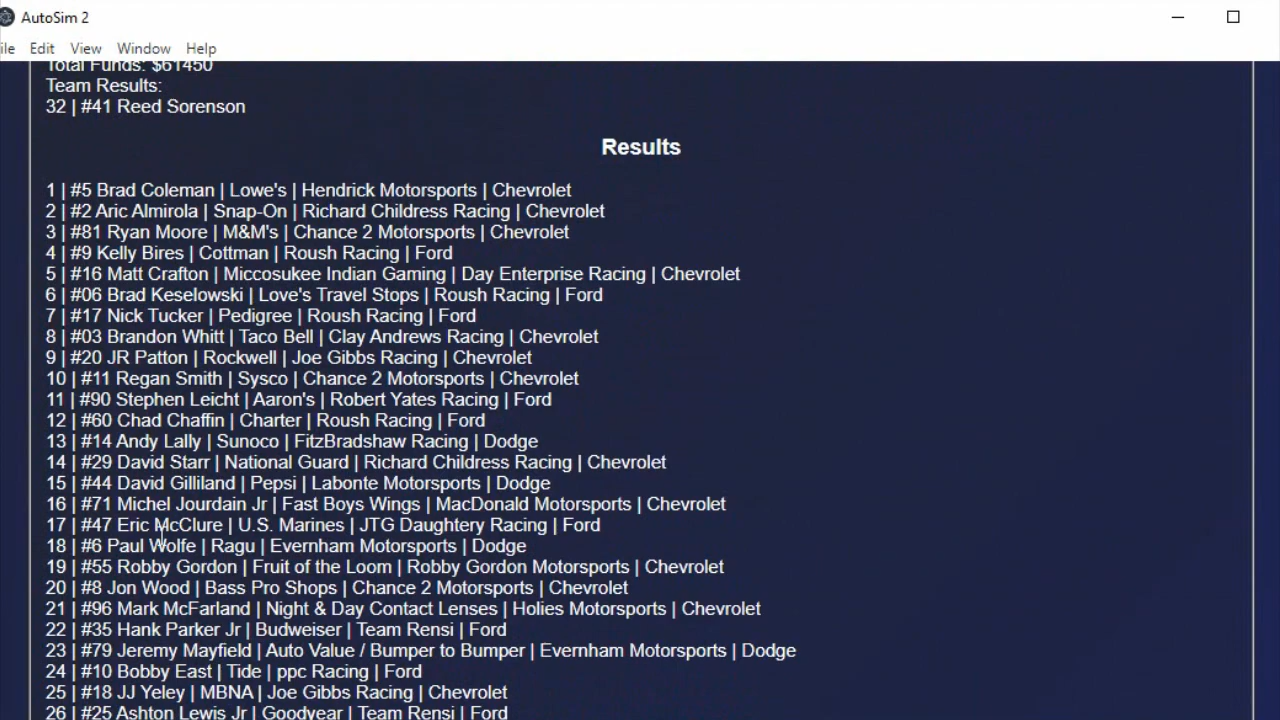 AutoSim 2
ile Edit View Window Help
Total Funds: $61450
Team Results:
32 | #41 Reed Sorenson
Results
1 | #5 Brad Coleman | Lowe's | Hendrick Motorsports | Chevrolet
2 | #2 Aric Almirola | Snap-On | Richard Childress Racing | Chevrolet
3 | #81 Ryan Moore | M&M's | Chance 2 Motorsports | Chevrolet
4 | #9 Kelly Bires | Cottman | Roush Racing | Ford
5 | #16 Matt Crafton | Miccosukee Indian Gaming | Day Enterprise Racing | Chevrolet
6 | #06 Brad Keselowski | Love's Travel Stops | Roush Racing | Ford
7 | #17 Nick Tucker | Pedigree | Roush Racing | Ford
8 | #03 Brandon Whitt | Taco Bell | Clay Andrews Racing | Chevrolet
9 | #20 JR Patton | Rockwell | Joe Gibbs Racing | Chevrolet
10 | #11 Regan Smith | Sysco | Chance 2 Motorsports | Chevrolet
11 | #90 Stephen Leicht | Aaron's | Robert Yates Racing | Ford
12 | #60 Chad Chaffin | Charter | Roush Racing | Ford
13 | #14 Andy Lally | Sunoco | FitzBradshaw Racing | Dodge
14 | #29 David Starr | National Guard | Richard Childress Racing | Chevrolet
15 | #44 David Gilliland | Pepsi | Labonte Motorsports | Dodge
16 | #71 Michel Jourdain Jr | Fast Boys Wings | MacDonald Motorsports | Chevrolet
17 | #47 Eric McClure | U.S. Marines | JTG Daughtery Racing | Ford
18 | #6 Paul Wolfe | Ragu | Evernham Motorsports | Dodge
19 | #55 Robby Gordon | Fruit of the Loom | Robby Gordon Motorsports | Chevrolet
20 | #8 Jon Wood | Bass Pro Shops | Chance 2 Motorsports | Chevrolet
21 | #96 Mark McFarland | Night & Day Contact Lenses | Holies Motorsports | Chevrolet
22 | #35 Hank Parker Jr | Budweiser | Team Rensi | Ford
23 | #79 Jeremy Mayfield | Auto Value / Bumper to Bumper | Evernham Motorsports | Dodge
24 | #10 Bobby East | Tide | ppc Racing | Ford
25 | #18 JJ Yeley | MBNA | Joe Gibbs Racing | Chevrolet
26 | #25 Ashton Lewis Jr | Goodyear | Team Rensi | Ford